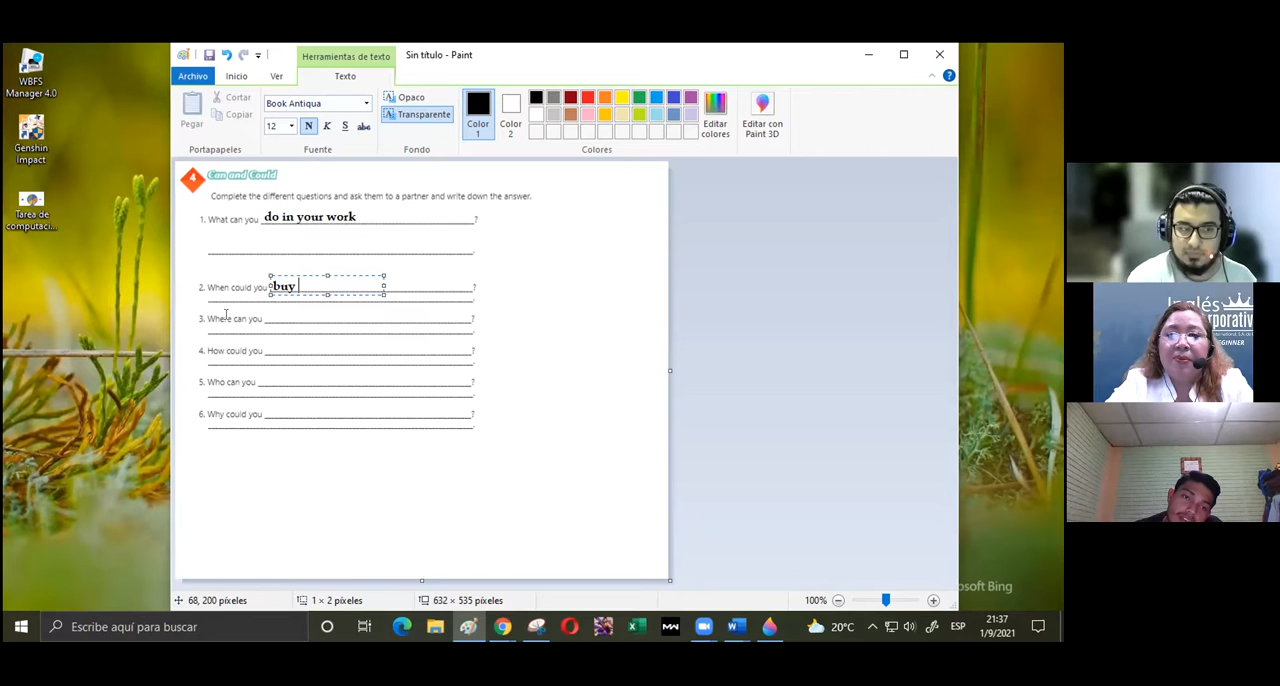 WBFS
Manager 4.0
Genshin
Impact
Tarea de
computaci...
Herramientas de texto
Sin título - Paint
Archivo
Inicio
Ver
Texto
Pegar
Cortar
Copiar
Portapapeles
Book Antiqua
12
N K S abc
Fuente
Opaco
Transparente
Fondo
Color
1
Color
2
Editar
colores
Editar con
Paint 3D
Colores
4 Can and Could
Complete the different questions and ask them to a partner and write down the answer.
1. What can you do in your work ?
2. When could you buy ?
3. Where can you ?
4. How could you ?
5. Who can you ?
6. Why could you ?
68, 200 píxeles
1 × 2 píxeles
632 × 535 píxeles
100%
osoft Bing
Escribe aquí para buscar
20°C
ESP
21:37
1/9/2021
Inglés
orporativ
EGINNER